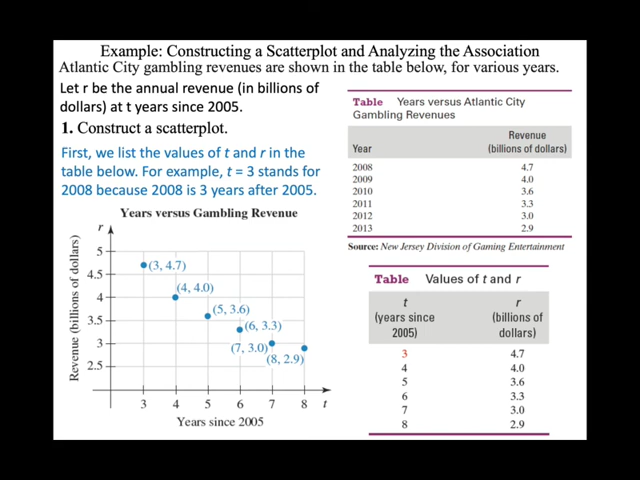 Example: Constructing a Scatterplot and Analyzing the Association
Atlantic City gambling revenues are shown in the table below, for various years.
Let r be the annual revenue (in billions of
dollars) at t years since 2005.
1. Construct a scatterplot.
First, we list the values of t and r in the
table below. For example, t = 3 stands for
2008 because 2008 is 3 years after 2005.
Years versus Gambling Revenue
r
Revenue (billions of dollars)
5
4.5
4
3.5
3
2.5
(3, 4.7)
(4, 4.0)
(5, 3.6)
(6, 3.3)
(7, 3.0)
(8, 2.9)
3 4 5 6 7 8 t
Years since 2005
Table Years versus Atlantic City
Gambling Revenues
Revenue
Year (billions of dollars)
2008 4.7
2009 4.0
2010 3.6
2011 3.3
2012 3.0
2013 2.9
Source: New Jersey Division of Gaming Entertainment
Table Values of t and r
t r
(years since (billions of
2005) dollars)
3 4.7
4 4.0
5 3.6
6 3.3
7 3.0
8 2.9